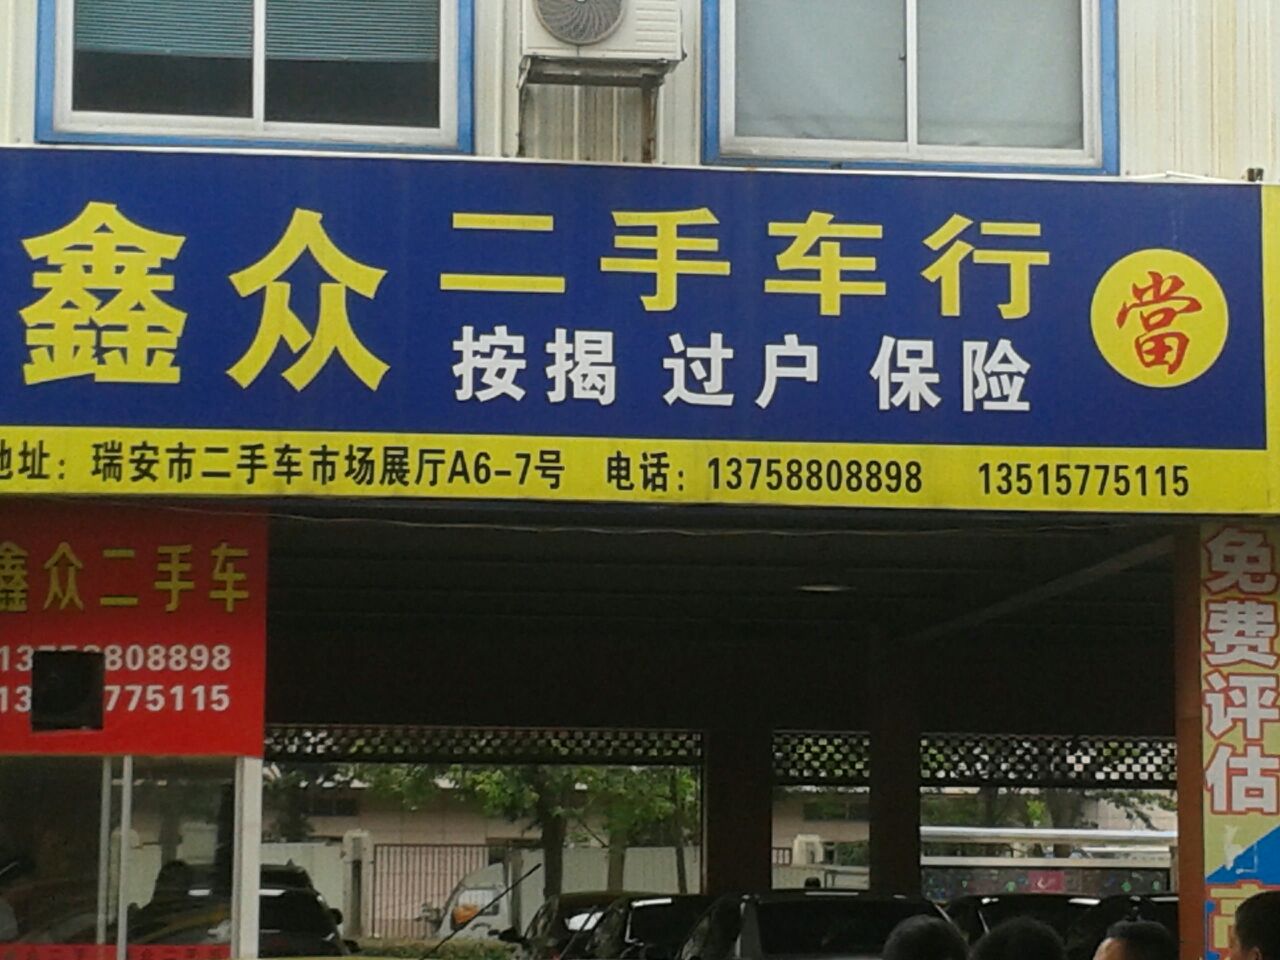 鑫众二手车行
當
按揭 过户 保险
地址：瑞安市二手车市场展厅A6-7号 电话：13758808898 13515775115
鑫众二手车
808898
775115
免费评估